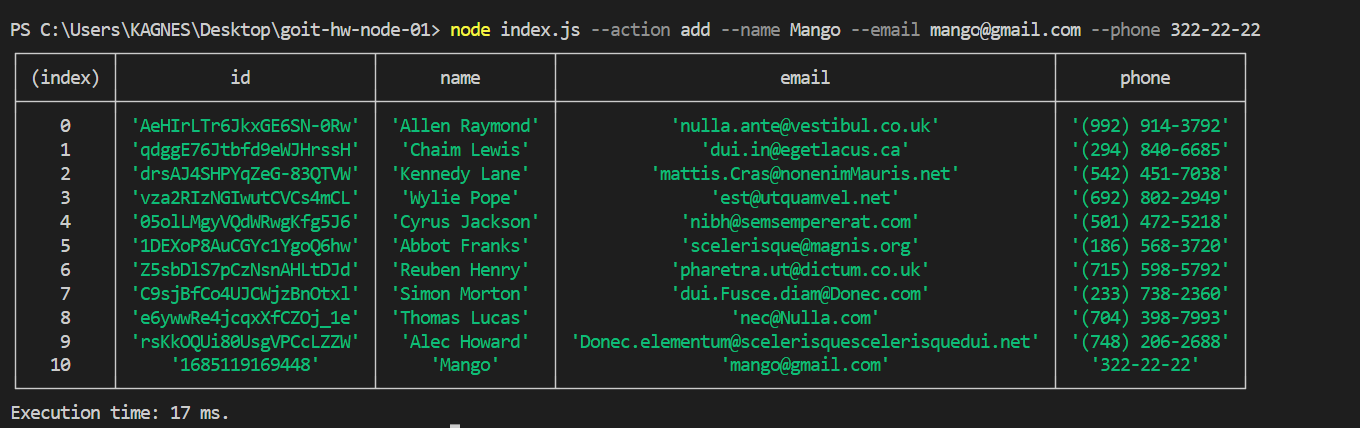 PS C:\Users\KAGNES\Desktop\goit-hw-node-01> node index.js --action add --name Mango --email mango@gmail.com --phone 322-22-22
(index) id name email phone
0 'AeHIrLTr6JkxGE6SN-0Rw' 'Allen Raymond' 'nulla.ante@vestibul.co.uk' '(992) 914-3792'
1 'qdggE76Jtbfd9eWJHrssH' 'Chaim Lewis' 'dui.in@egetlacus.ca' '(294) 840-6685'
2 'drsAJ4SHPYqZeG-83QTVW' 'Kennedy Lane' 'mattis.Cras@nonenimMauris.net' '(542) 451-7038'
3 'vza2RIzNGIwutCVCs4mCL' 'Wylie Pope' 'est@utquamvel.net' '(692) 802-2949'
4 '05olLMgyVQdWRwgKfg5J6' 'Cyrus Jackson' 'nibh@semsempererat.com' '(501) 472-5218'
5 '1DEXoP8AuCGYc1YgoQ6hw' 'Abbot Franks' 'scelerisque@magnis.org' '(186) 568-3720'
6 'Z5sbDlS7pCzNsnAHLtDJd' 'Reuben Henry' 'pharetra.ut@dictum.co.uk' '(715) 598-5792'
7 'C9sjBfCo4UJCWjzBnOtxl' 'Simon Morton' 'dui.Fusce.diam@Donec.com' '(233) 738-2360'
8 'e6ywwRe4jcqxXfCZOj_1e' 'Thomas Lucas' 'nec@Nulla.com' '(704) 398-7993'
9 'rsKkOQUi80UsgVPCcLZZW' 'Alec Howard' 'Donec.elementum@scelerisquescelerisquedui.net' '(748) 206-2688'
10 '1685119169448' 'Mango' 'mango@gmail.com' '322-22-22'
Execution time: 17 ms.